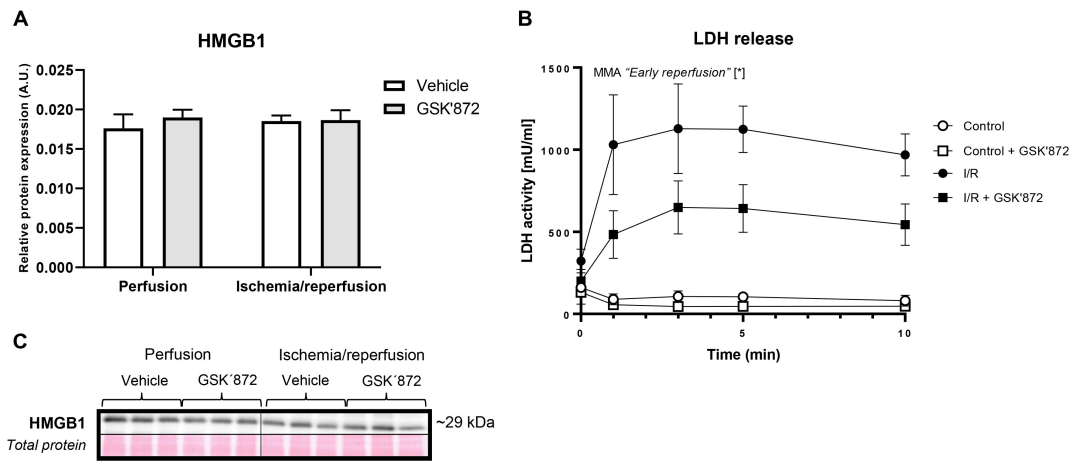 A
HMGB1
Relative protein expression (A.U.)
0.025
0.020
0.015
0.010
0.005
0.000
Perfusion
Ischemia/reperfusion
Vehicle
GSK'872
B
LDH release
MMA "Early reperfusion" [*]
LDH activity [mU/ml]
1500
1000
500
0
0
5
10
Time (min)
Control
Control + GSK'872
I/R
I/R + GSK'872
C
Perfusion
Ischemia/reperfusion
Vehicle
GSK´872
Vehicle
GSK´872
HMGB1
~29 kDa
Total protein